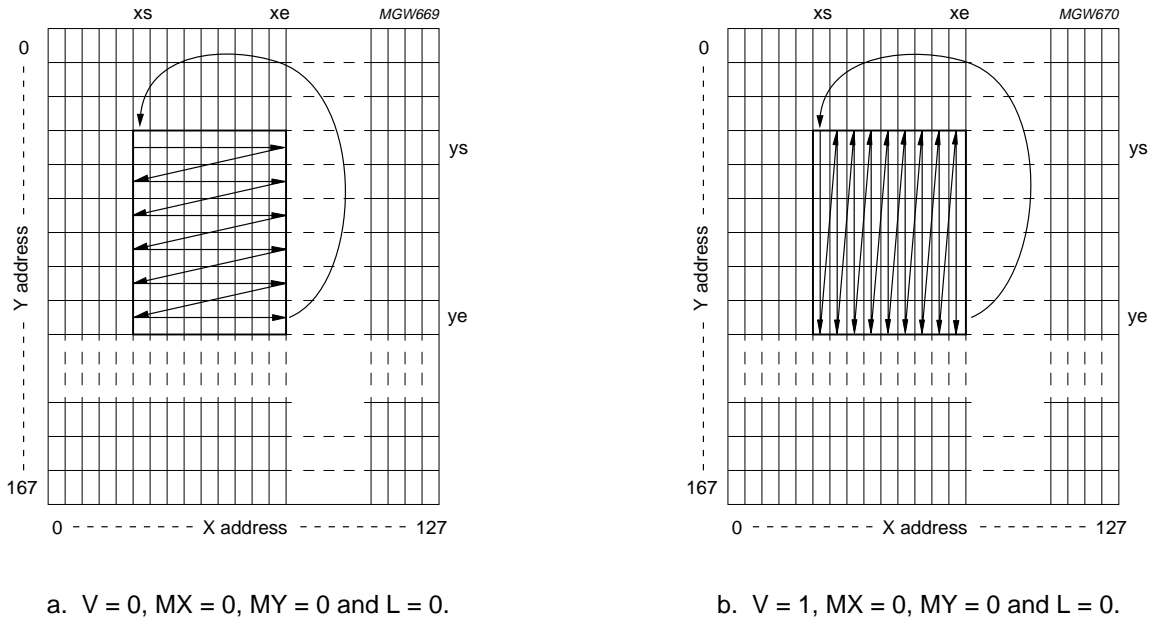 xs xe MGW669
0
ys
Y address
ye
167
0 X address 127
a. V = 0, MX = 0, MY = 0 and L = 0.
xs xe MGW670
0
ys
Y address
ye
167
0 X address 127
b. V = 1, MX = 0, MY = 0 and L = 0.